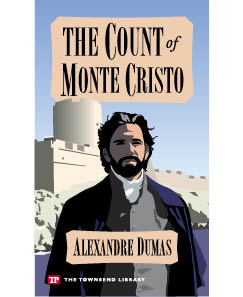 THE COUNT of
MONTE CRISTO
ALEXANDRE DUMAS
TP THE TOWNSEND LIBRARY